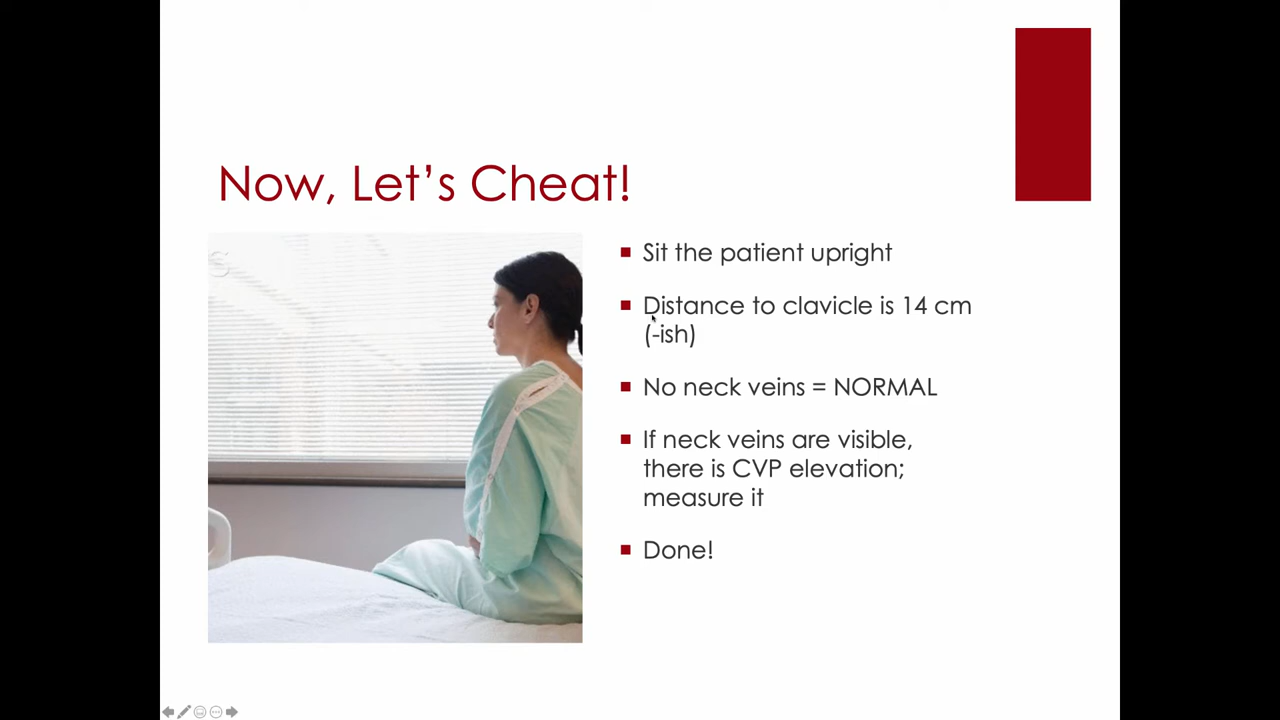 Now, Let's Cheat!
Sit the patient upright
Distance to clavicle is 14 cm
(-ish)
No neck veins = NORMAL
If neck veins are visible,
there is CVP elevation;
measure it
Done!